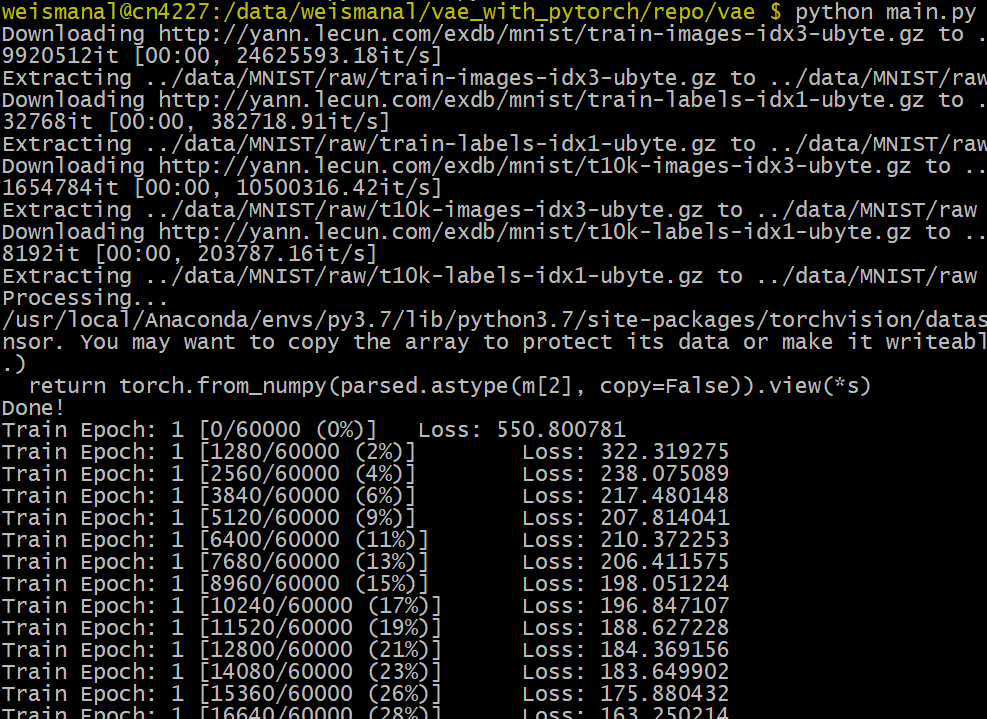 weismanal@cn4227:/data/weismanal/vae_with_pytorch/repo/vae $ python main.py
Downloading http://yann.lecun.com/exdb/mnist/train-images-idx3-ubyte.gz to .
9920512it [00:00, 24625593.18it/s]
Extracting ../data/MNIST/raw/train-images-idx3-ubyte.gz to ../data/MNIST/raw
Downloading http://yann.lecun.com/exdb/mnist/train-labels-idx1-ubyte.gz to .
32768it [00:00, 382718.91it/s]
Extracting ../data/MNIST/raw/train-labels-idx1-ubyte.gz to ../data/MNIST/raw
Downloading http://yann.lecun.com/exdb/mnist/t10k-images-idx3-ubyte.gz to ..
1654784it [00:00, 10500316.42it/s]
Extracting ../data/MNIST/raw/t10k-images-idx3-ubyte.gz to ../data/MNIST/raw
Downloading http://yann.lecun.com/exdb/mnist/t10k-labels-idx1-ubyte.gz to ..
8192it [00:00, 203787.16it/s]
Extracting ../data/MNIST/raw/t10k-labels-idx1-ubyte.gz to ../data/MNIST/raw
Processing...
/usr/local/Anaconda/envs/py3.7/lib/python3.7/site-packages/torchvision/datas
nsor. You may want to copy the array to protect its data or make it writeabl
.)
  return torch.from_numpy(parsed.astype(m[2], copy=False)).view(*s)
Done!
Train Epoch: 1 [0/60000 (0%)]   Loss: 550.800781
Train Epoch: 1 [1280/60000 (2%)]        Loss: 322.319275
Train Epoch: 1 [2560/60000 (4%)]        Loss: 238.075089
Train Epoch: 1 [3840/60000 (6%)]        Loss: 217.480148
Train Epoch: 1 [5120/60000 (9%)]        Loss: 207.814041
Train Epoch: 1 [6400/60000 (11%)]       Loss: 210.372253
Train Epoch: 1 [7680/60000 (13%)]       Loss: 206.411575
Train Epoch: 1 [8960/60000 (15%)]       Loss: 198.051224
Train Epoch: 1 [10240/60000 (17%)]      Loss: 196.847107
Train Epoch: 1 [11520/60000 (19%)]      Loss: 188.627228
Train Epoch: 1 [12800/60000 (21%)]      Loss: 184.369156
Train Epoch: 1 [14080/60000 (23%)]      Loss: 183.649902
Train Epoch: 1 [15360/60000 (26%)]      Loss: 175.880432
Train Epoch: 1 [16640/60000 (28%)]      Loss: 163.250214